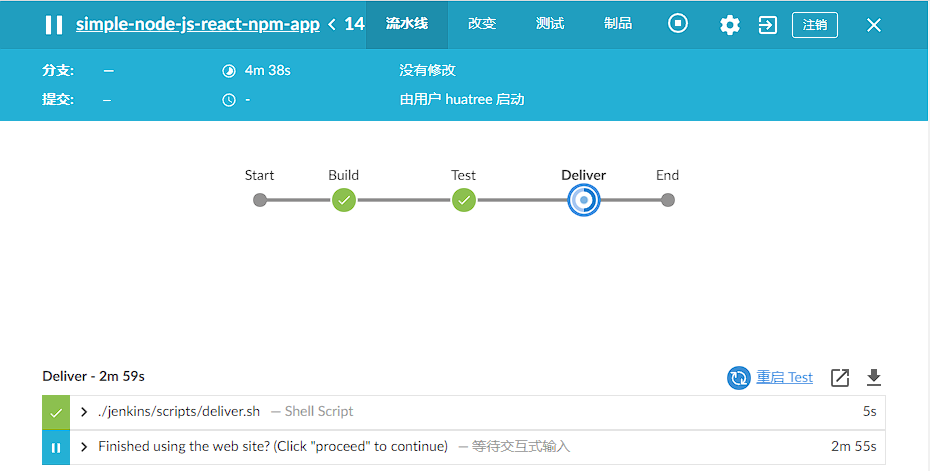 simple-node-js-react-npm-app < 14 流水线 改变 测试 制品 注销
分支: — 4m 38s 没有修改
提交: — - 由用户 huatree 启动
Start Build Test Deliver End
Deliver - 2m 59s 重启 Test
./jenkins/scripts/deliver.sh — Shell Script 5s
Finished using the web site? (Click "proceed" to continue) — 等待交互式输入 2m 55s